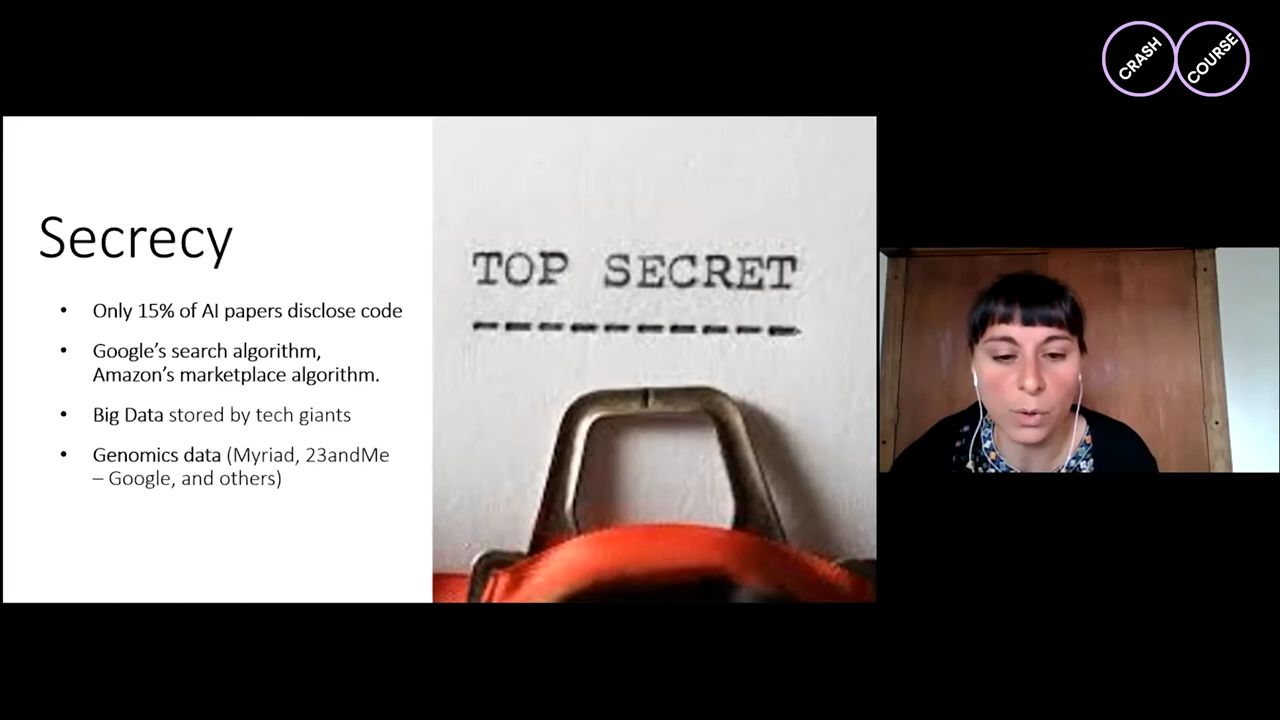 CRASH COURSE
Secrecy
• Only 15% of AI papers disclose code
• Google's search algorithm,
Amazon's marketplace algorithm.
• Big Data stored by tech giants
• Genomics data (Myriad, 23andMe
– Google, and others)
TOP SECRET